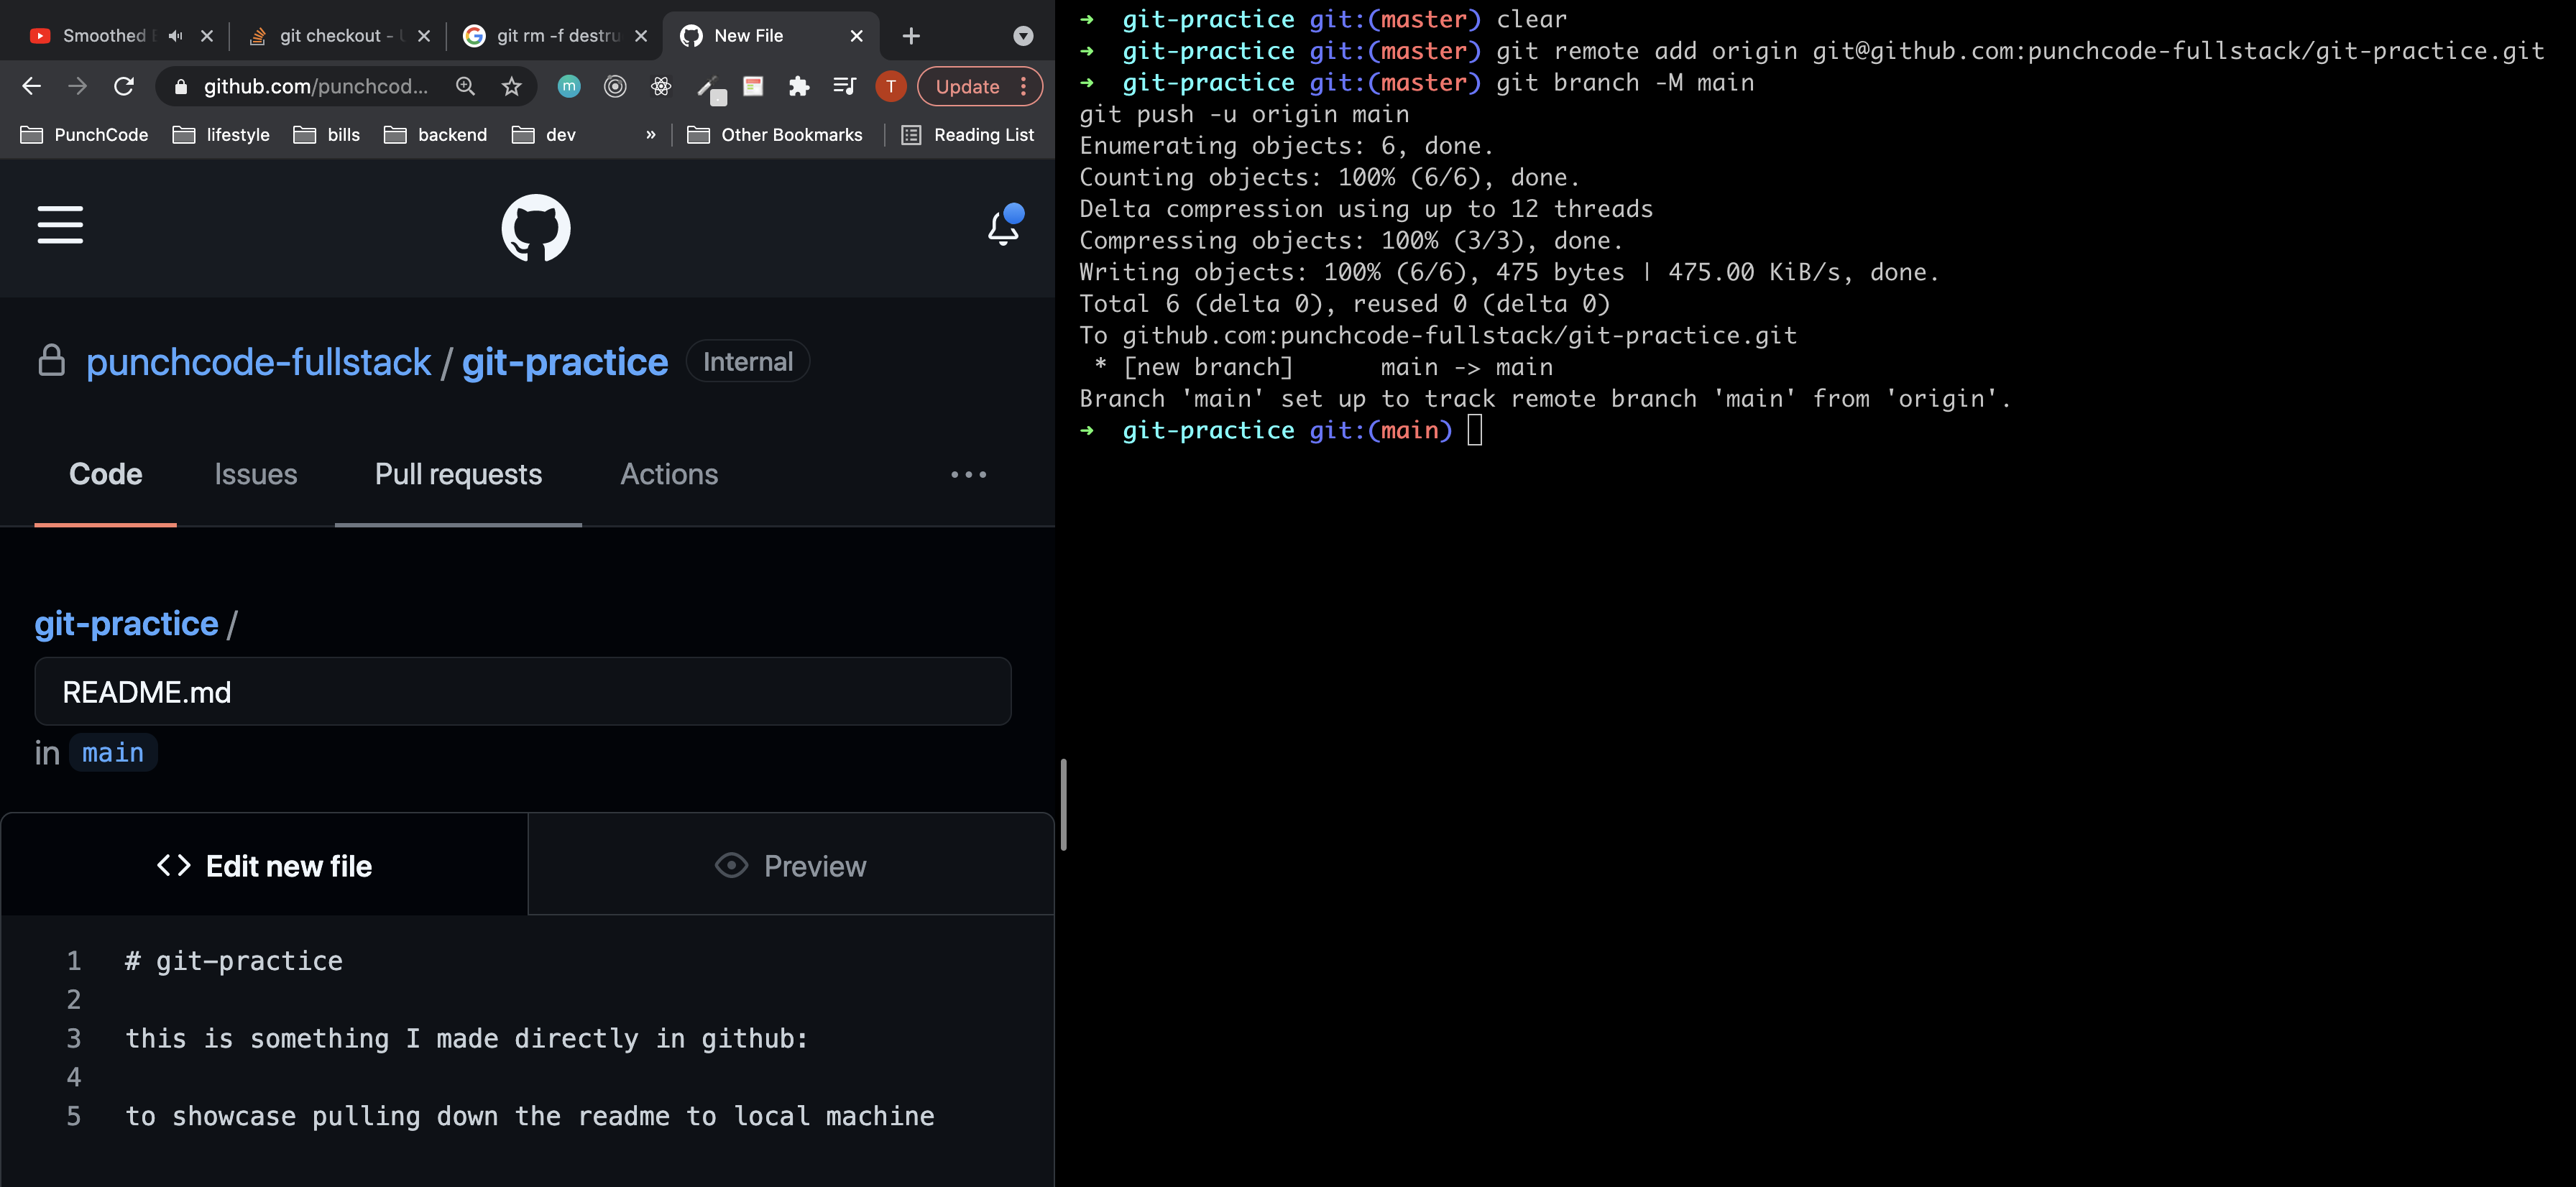 Smoothed
git checkout -
git rm -f destru
New File
github.com/punchcod...
m
T
Update
PunchCode
lifestyle
bills
backend
dev
»
Other Bookmarks
Reading List
punchcode-fullstack / git-practice Internal
Code
Issues
Pull requests
Actions
git-practice /
README.md
in main
Edit new file
Preview
1 # git-practice
2
3 this is something I made directly in github:
4
5 to showcase pulling down the readme to local machine
➜ git-practice git:(master) clear
➜ git-practice git:(master) git remote add origin git@github.com:punchcode-fullstack/git-practice.git
➜ git-practice git:(master) git branch -M main
git push -u origin main
Enumerating objects: 6, done.
Counting objects: 100% (6/6), done.
Delta compression using up to 12 threads
Compressing objects: 100% (3/3), done.
Writing objects: 100% (6/6), 475 bytes | 475.00 KiB/s, done.
Total 6 (delta 0), reused 0 (delta 0)
To github.com:punchcode-fullstack/git-practice.git
 * [new branch]      main -> main
Branch 'main' set up to track remote branch 'main' from 'origin'.
➜ git-practice git:(main)